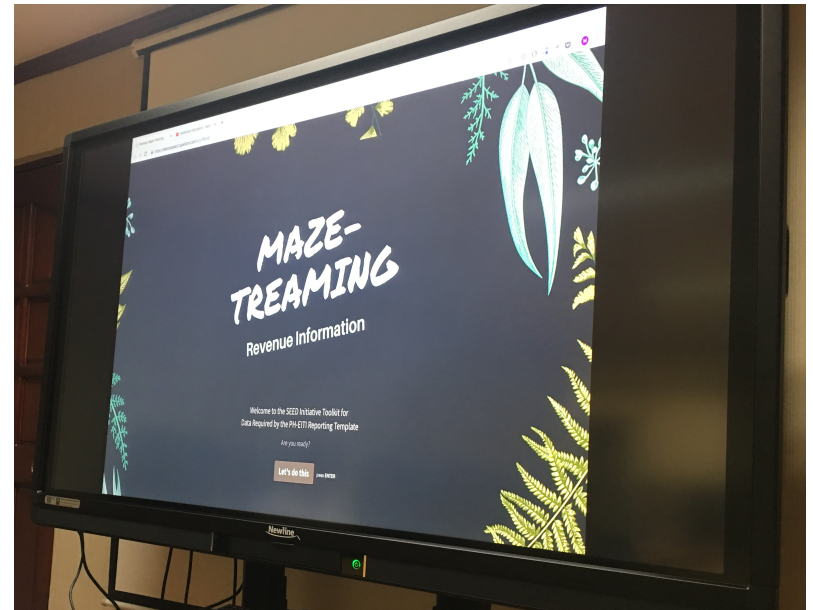 MAZE-
TREAMING
Revenue Information
Welcome to the SEED Initiative Toolkit for
Data Required by the PH-EITI Reporting Template
Are you ready?
Let's do this press ENTER
Newline